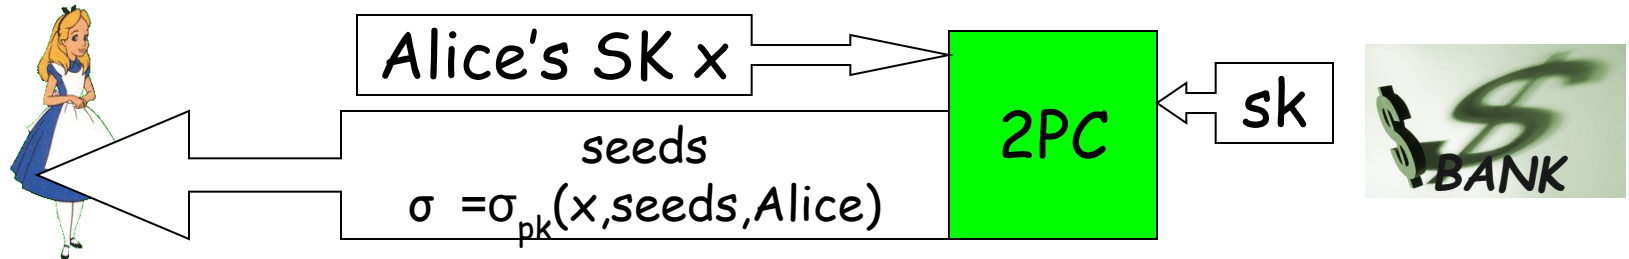 Alice's SK x
seeds
σ =σpk(x,seeds,Alice)
2PC
sk
$ $
BANK